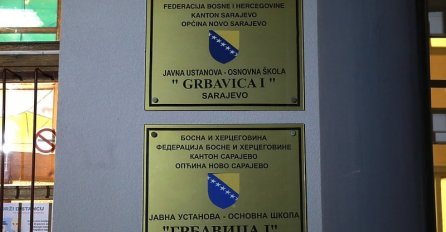 FEDERACIJA BOSNE I HERCEGOVINE
KANTON SARAJEVO
OPĆINA NOVO SARAJEVO
JAVNA USTANOVA - OSNOVNA ŠKOLA
" GRBAVICA I "
SARAJEVO
БОСНА И ХЕРЦЕГОВИНА
ФЕДЕРАЦИЈА БОСНЕ И ХЕРЦЕГОВИНЕ
КАНТОН САРАЈЕВО
ОПЋИНА НОВО САРАЈЕВО
ЈАВНА УСТАНОВА - ОСНОВНА ШКОЛА
"ГРБАВИЦА I"